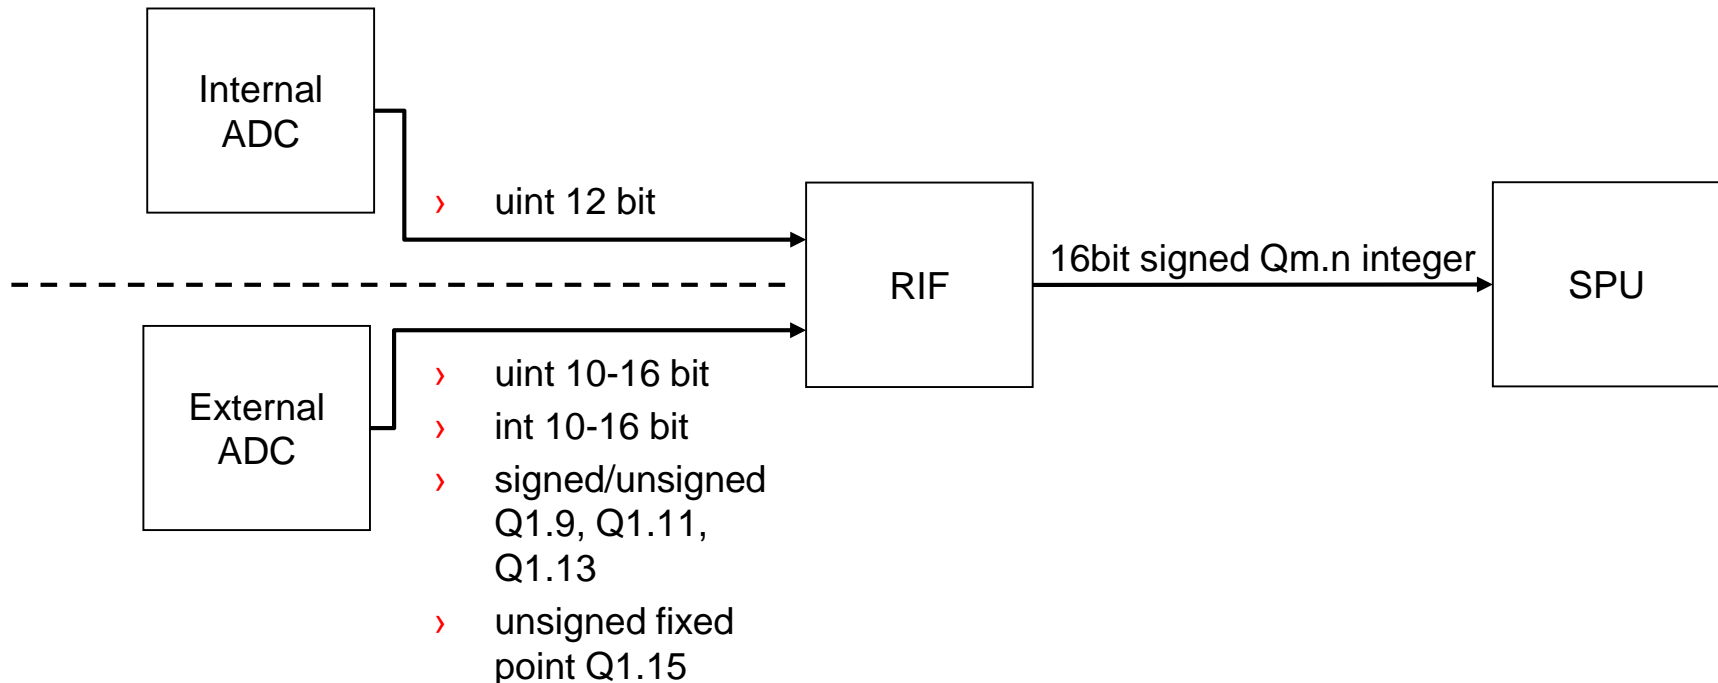 Internal
ADC
› uint 12 bit
RIF
16bit signed Qm.n integer
SPU
External
ADC
› uint 10-16 bit
› int 10-16 bit
› signed/unsigned
Q1.9, Q1.11,
Q1.13
› unsigned fixed
point Q1.15